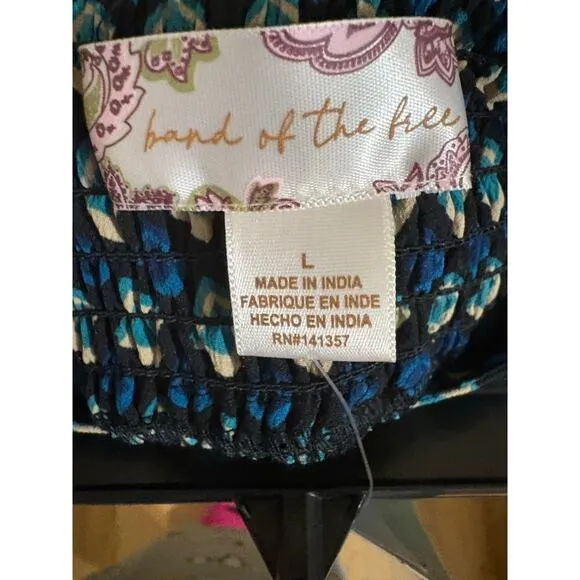 band of the free
L
MADE IN INDIA
FABRIQUE EN INDE
HECHO EN INDIA
RN#141357